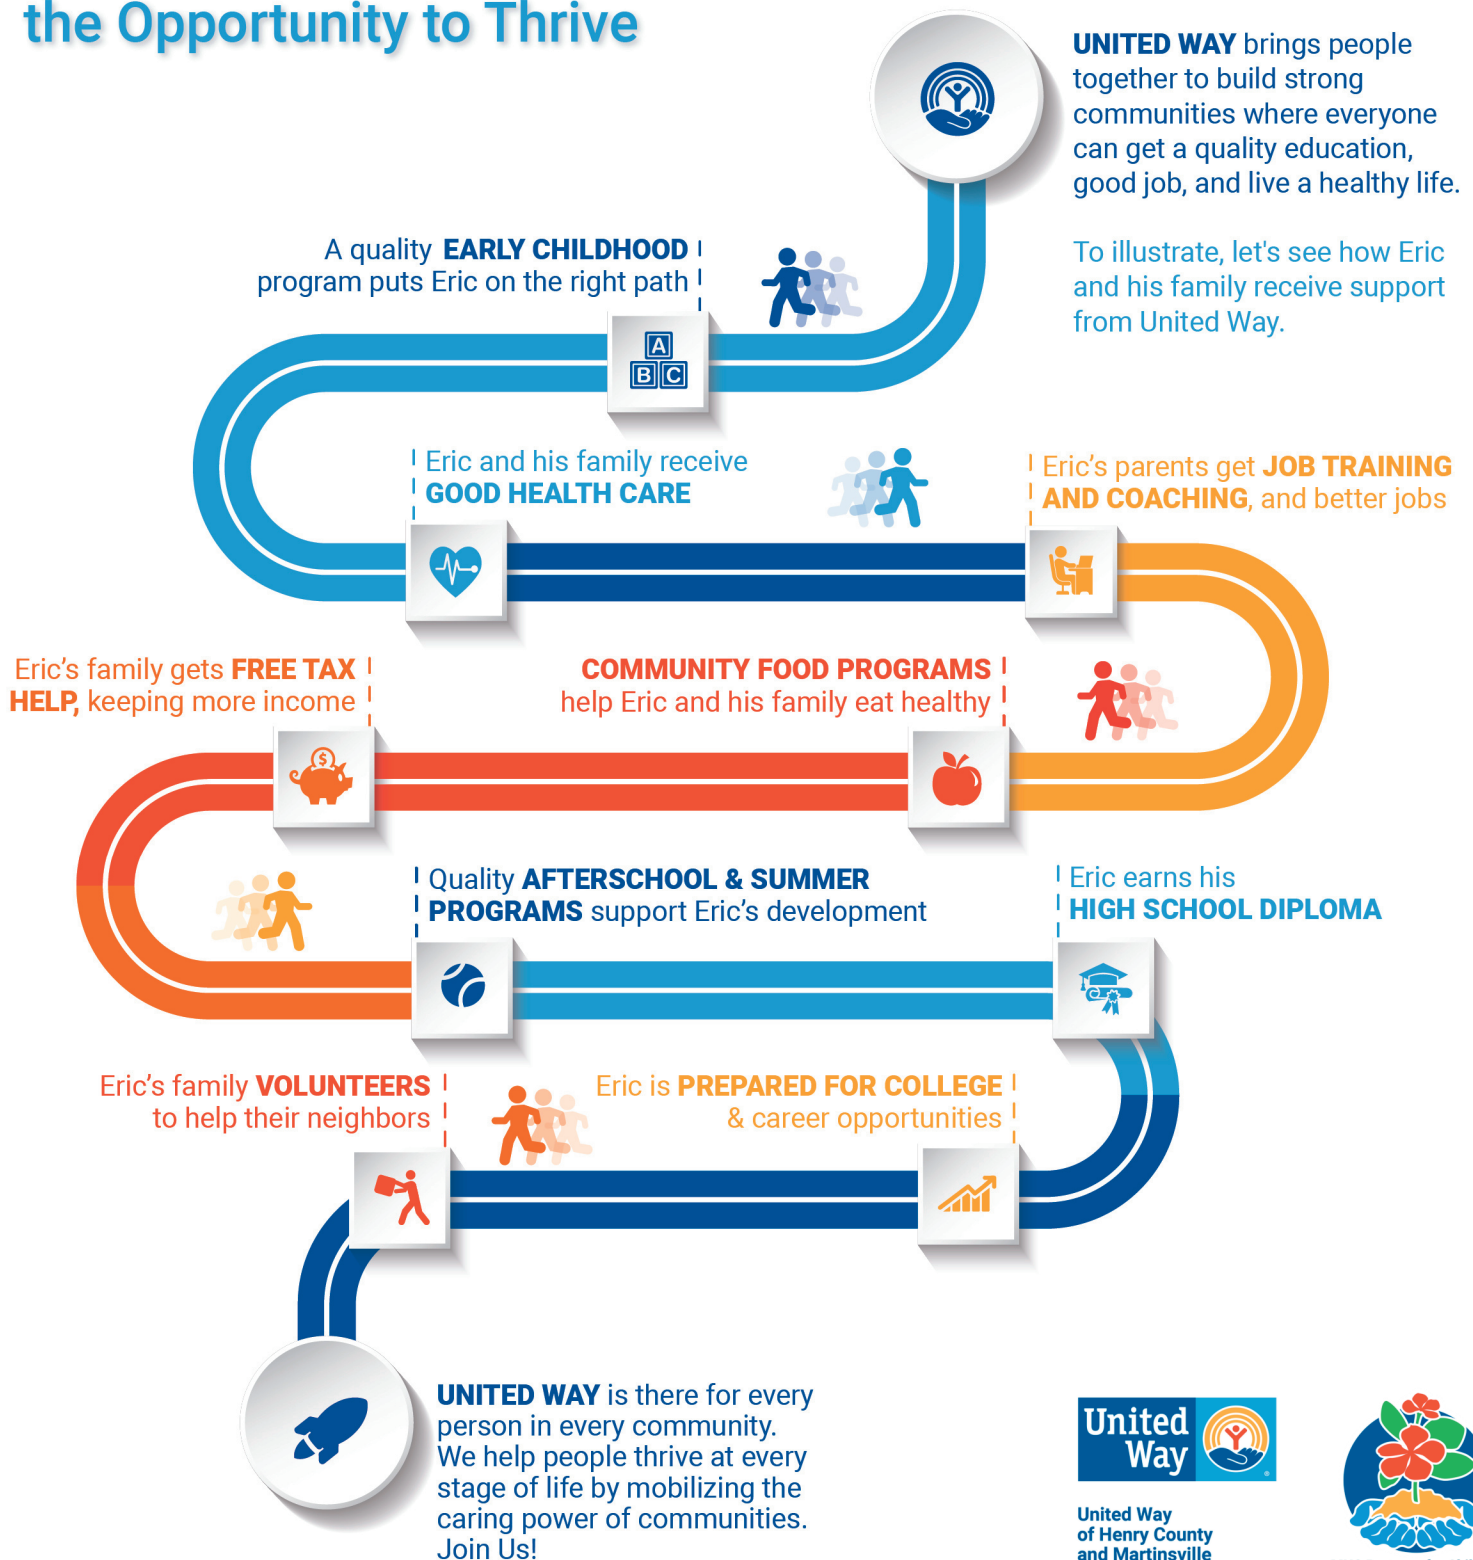 the Opportunity to Thrive
UNITED WAY brings people
together to build strong
communities where everyone
can get a quality education,
good job, and live a healthy life.
To illustrate, let's see how Eric
and his family receive support
from United Way.
A quality EARLY CHILDHOOD
program puts Eric on the right path
A
B C
Eric and his family receive
GOOD HEALTH CARE
Eric's parents get JOB TRAINING
AND COACHING, and better jobs
COMMUNITY FOOD PROGRAMS
help Eric and his family eat healthy
Eric's family gets FREE TAX
HELP, keeping more income
$
Quality AFTERSCHOOL & SUMMER
PROGRAMS support Eric's development
Eric earns his
HIGH SCHOOL DIPLOMA
Eric is PREPARED FOR COLLEGE
& career opportunities
Eric's family VOLUNTEERS
to help their neighbors
UNITED WAY is there for every
person in every community.
We help people thrive at every
stage of life by mobilizing the
caring power of communities.
Join Us!
United
Way
®
United Way
of Henry County
and Martinsville